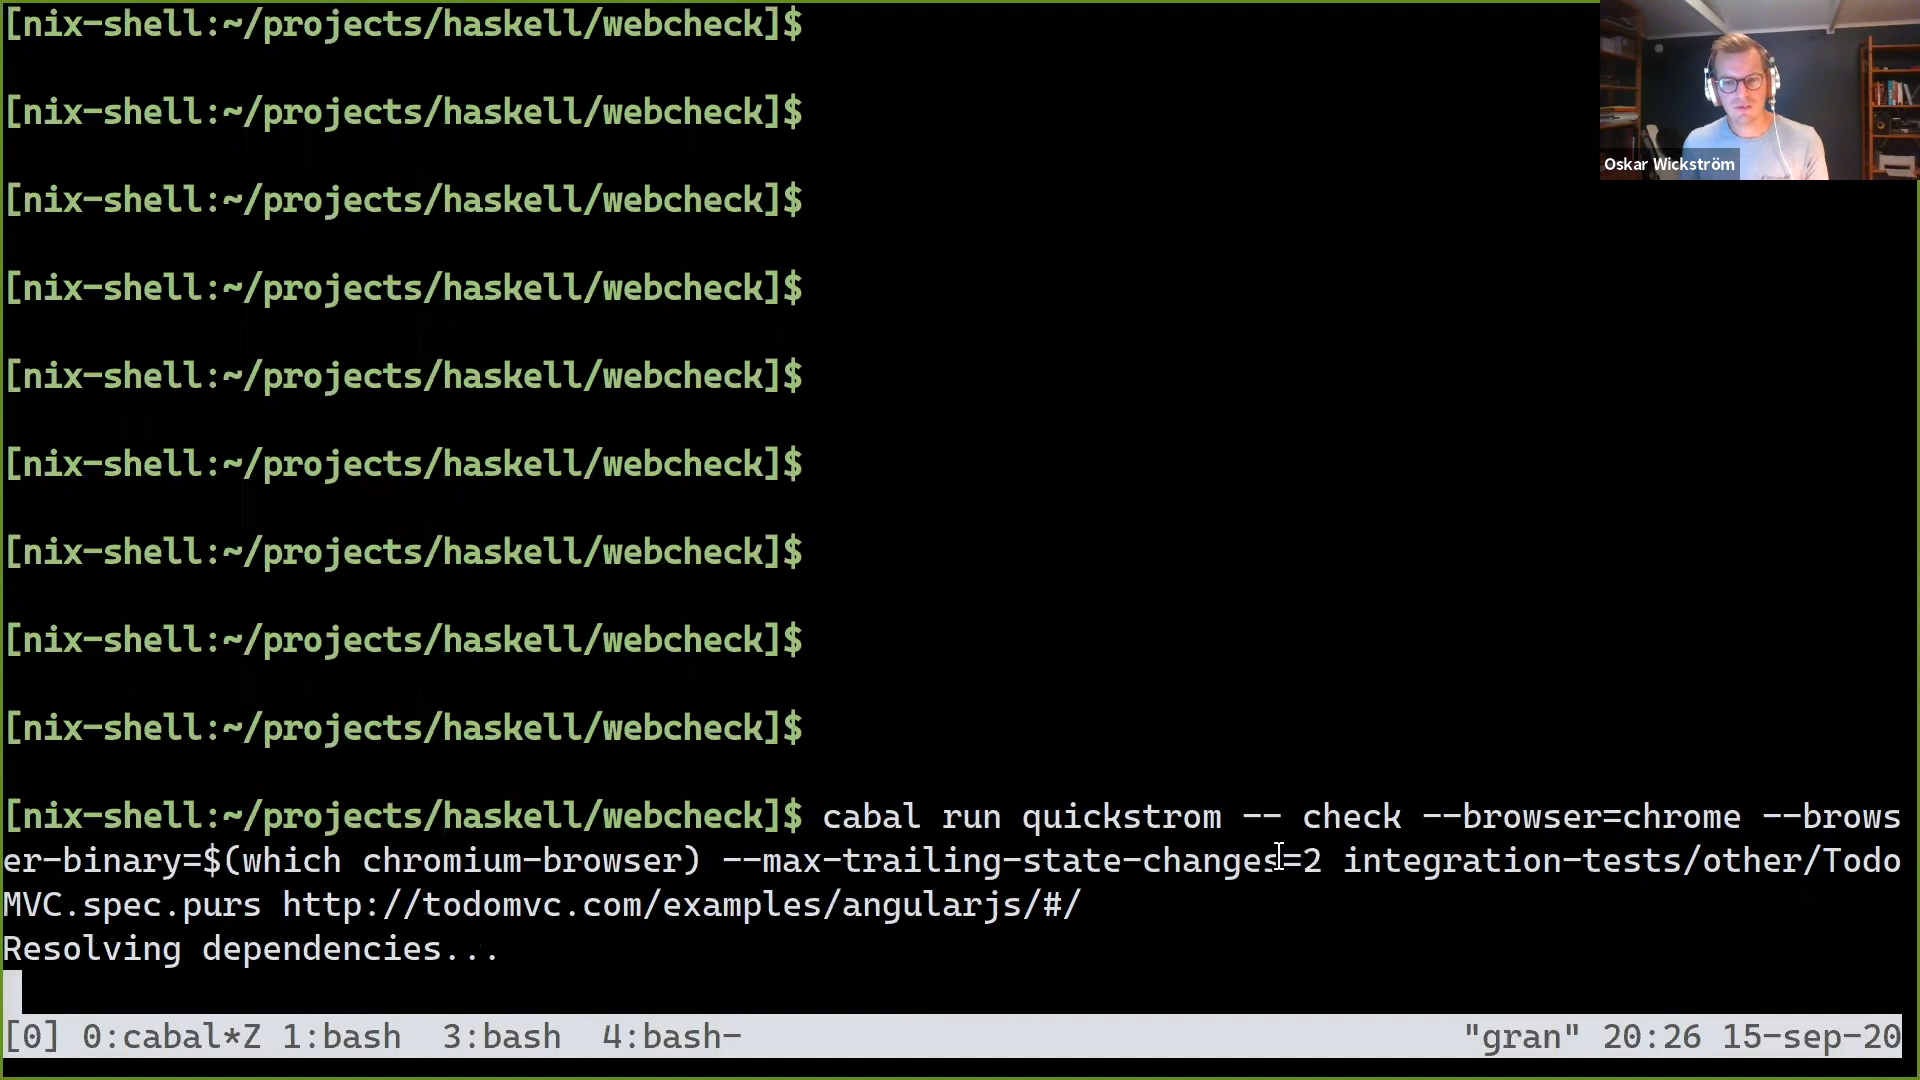 [nix-shell:~/projects/haskell/webcheck]$
[nix-shell:~/projects/haskell/webcheck]$
[nix-shell:~/projects/haskell/webcheck]$
[nix-shell:~/projects/haskell/webcheck]$
[nix-shell:~/projects/haskell/webcheck]$
[nix-shell:~/projects/haskell/webcheck]$
[nix-shell:~/projects/haskell/webcheck]$
[nix-shell:~/projects/haskell/webcheck]$
[nix-shell:~/projects/haskell/webcheck]$
[nix-shell:~/projects/haskell/webcheck]$ cabal run quickstrom -- check --browser=chrome --brows
er-binary=$(which chromium-browser) --max-trailing-state-changes=2 integration-tests/other/Todo
MVC.spec.purs http://todomvc.com/examples/angularjs/#/
Resolving dependencies...
[0] 0:cabal*Z 1:bash  3:bash  4:bash- "gran" 20:26 15-sep-20
Oskar Wickström